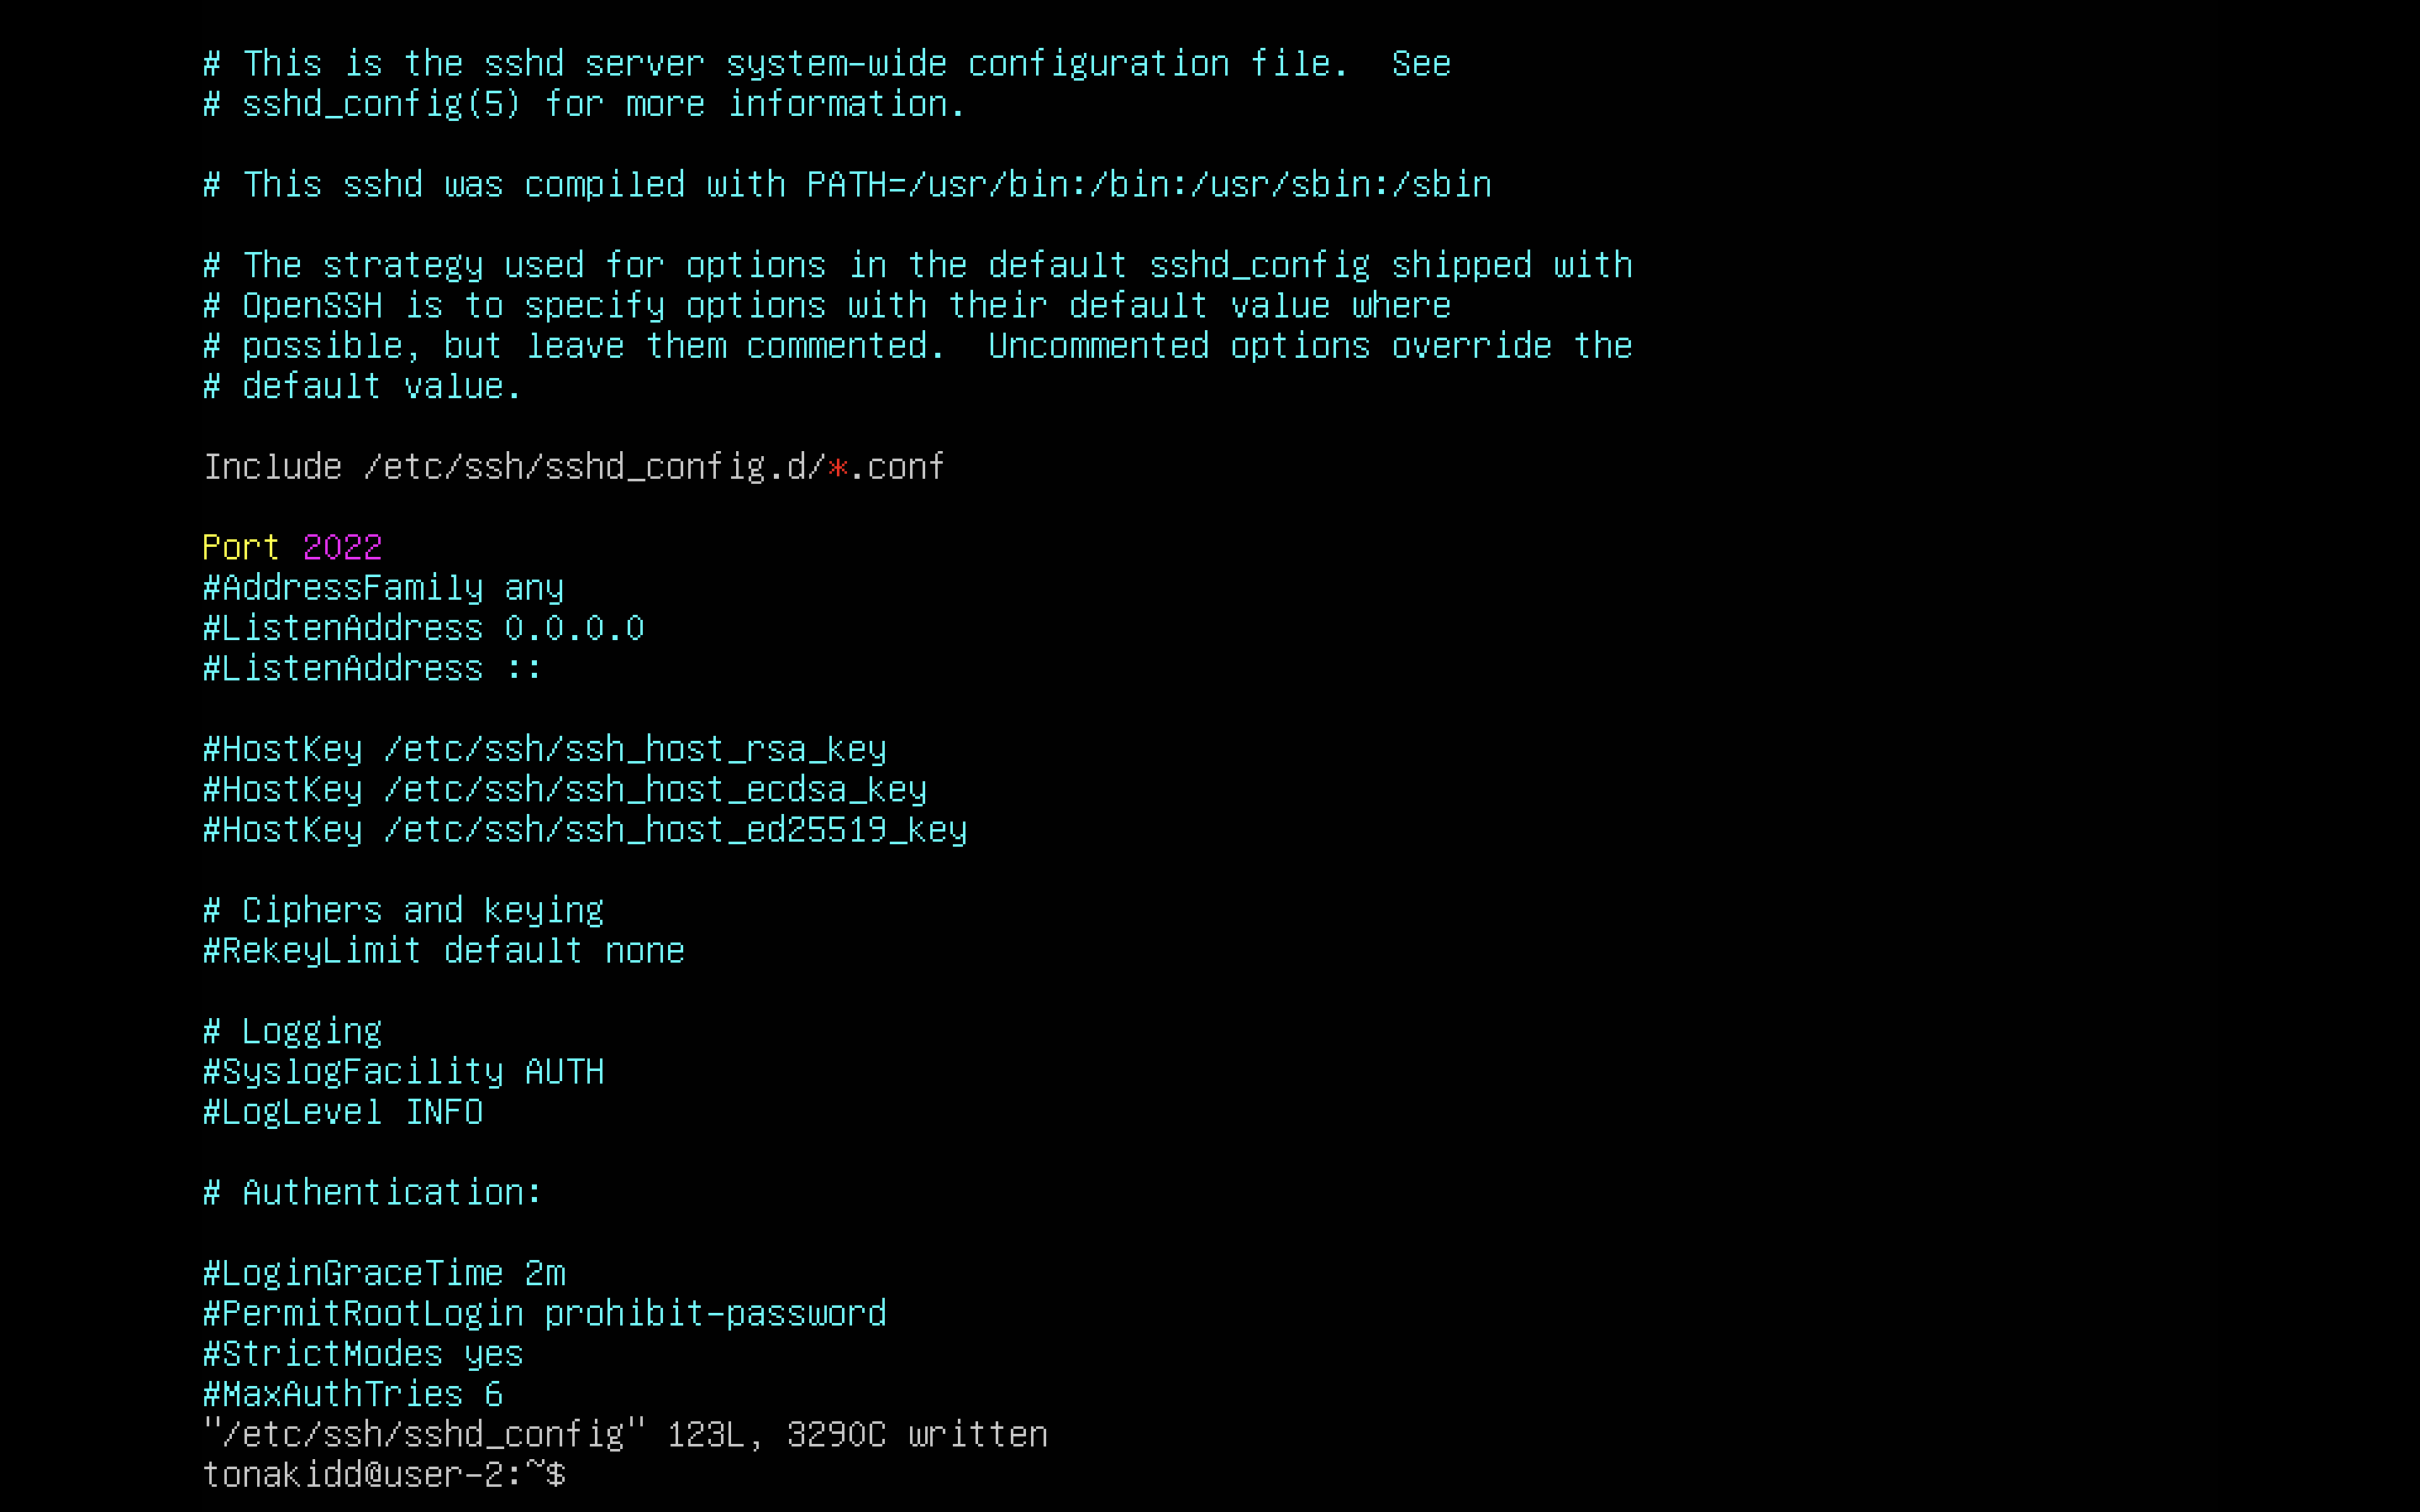 # This is the sshd server system-wide configuration file.  See
# sshd_config(5) for more information.
# This sshd was compiled with PATH=/usr/bin:/bin:/usr/sbin:/sbin
# The strategy used for options in the default sshd_config shipped with
# OpenSSH is to specify options with their default value where
# possible, but leave them commented.  Uncommented options override the
# default value.
Include /etc/ssh/sshd_config.d/*.conf
Port 2022
#AddressFamily any
#ListenAddress 0.0.0.0
#ListenAddress ::
#HostKey /etc/ssh/ssh_host_rsa_key
#HostKey /etc/ssh/ssh_host_ecdsa_key
#HostKey /etc/ssh/ssh_host_ed25519_key
# Ciphers and keying
#RekeyLimit default none
# Logging
#SyslogFacility AUTH
#LogLevel INFO
# Authentication:
#LoginGraceTime 2m
#PermitRootLogin prohibit-password
#StrictModes yes
#MaxAuthTries 6
"/etc/ssh/sshd_config" 123L, 3290C written
tonakidd@user-2:~$